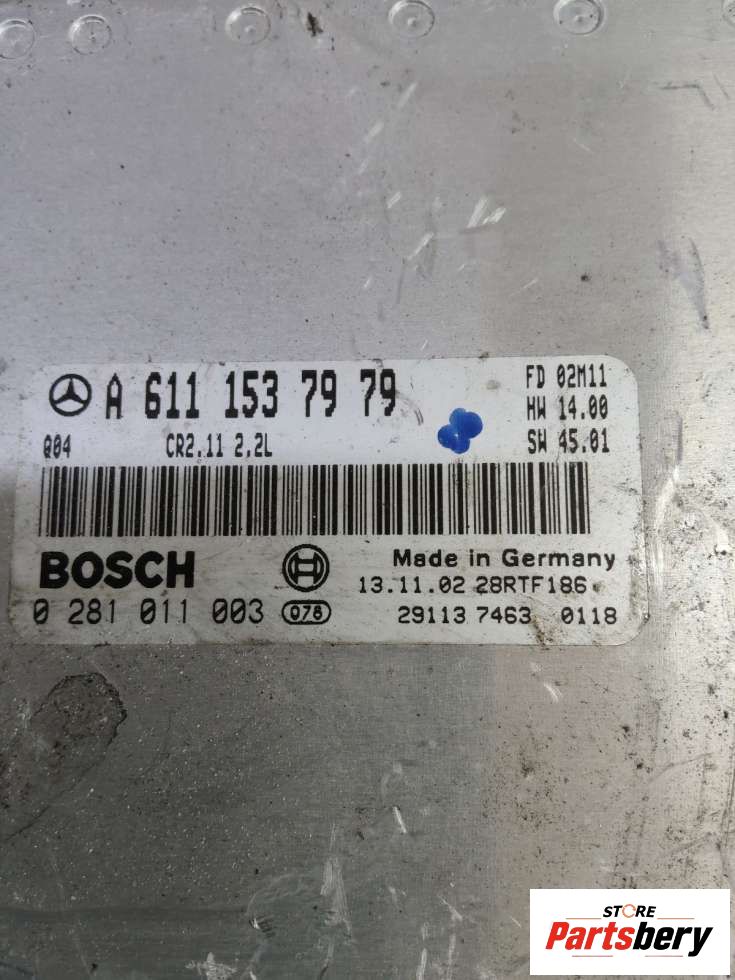 A 611 153 79 79
FD 02M11
HW 14.00
Q04 CR2.11 2.2L
SW 45.01
BOSCH
Made in Germany
13.11.02 28RTF186
0 281 011 003 078
29113 7463 0118
STORE
Partsbery